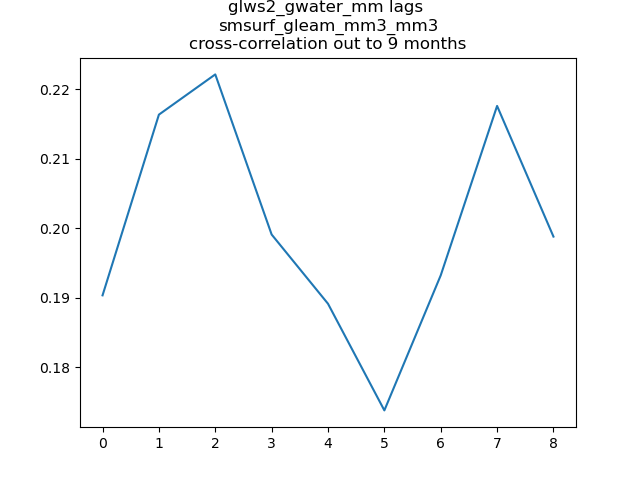 glws2_gwater_mm lags
smsurf_gleam_mm3_mm3
cross-correlation out to 9 months
0.22
0.21
0.20
0.19
0.18
0 1 2 3 4 5 6 7 8